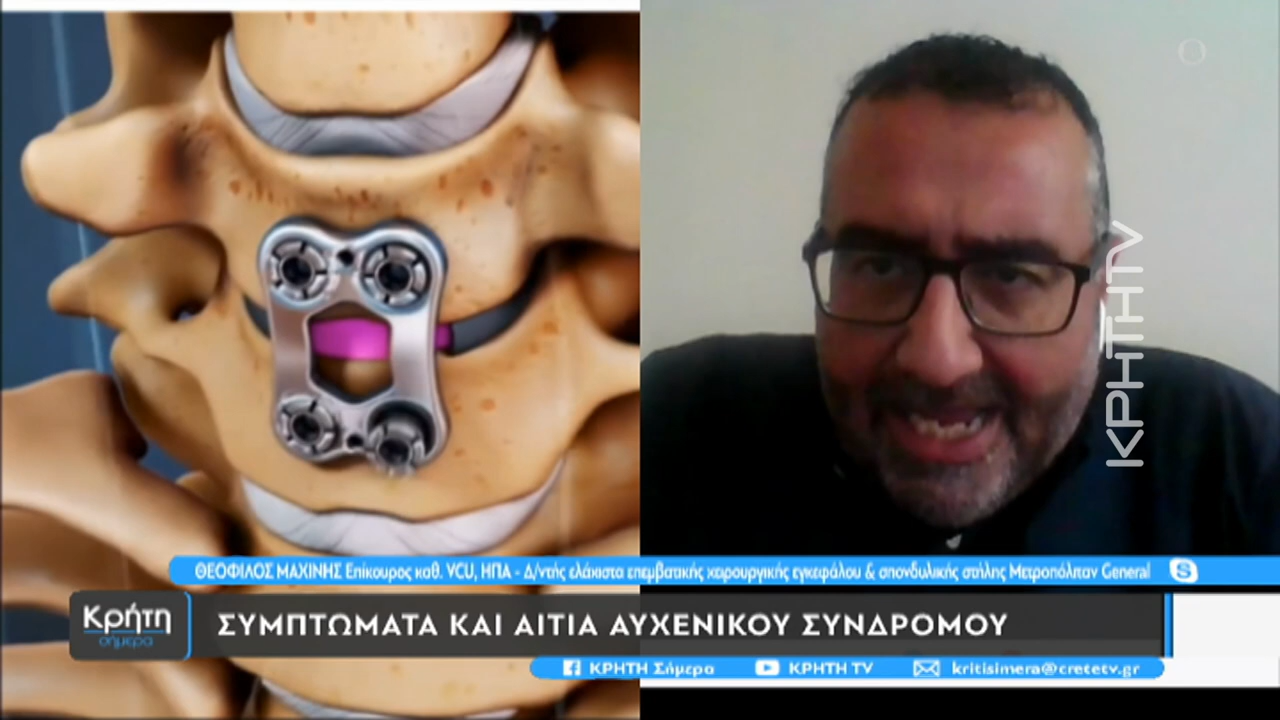 ΚΡΗΤΗTV
ΘΕΟΦΙΛΟΣ ΜΑΧΙΝΗΣ Επίκουρος καθ. VCU, ΗΠΑ - Δ/ντής ελάχιστα επεμβατικής χειρουργικής εγκεφάλου & σπονδυλικής στήλης Μετροπόλιταν General
Κρήτη
σήμερα
ΣΥΜΠΤΩΜΑΤΑ ΚΑΙ ΑΙΤΙΑ ΑΥΧΕΝΙΚΟΥ ΣΥΝΔΡΟΜΟΥ
ΚΡΗΤΗ Σήμερα ΚΡΗΤΗ TV kritisimera@cretetv.gr